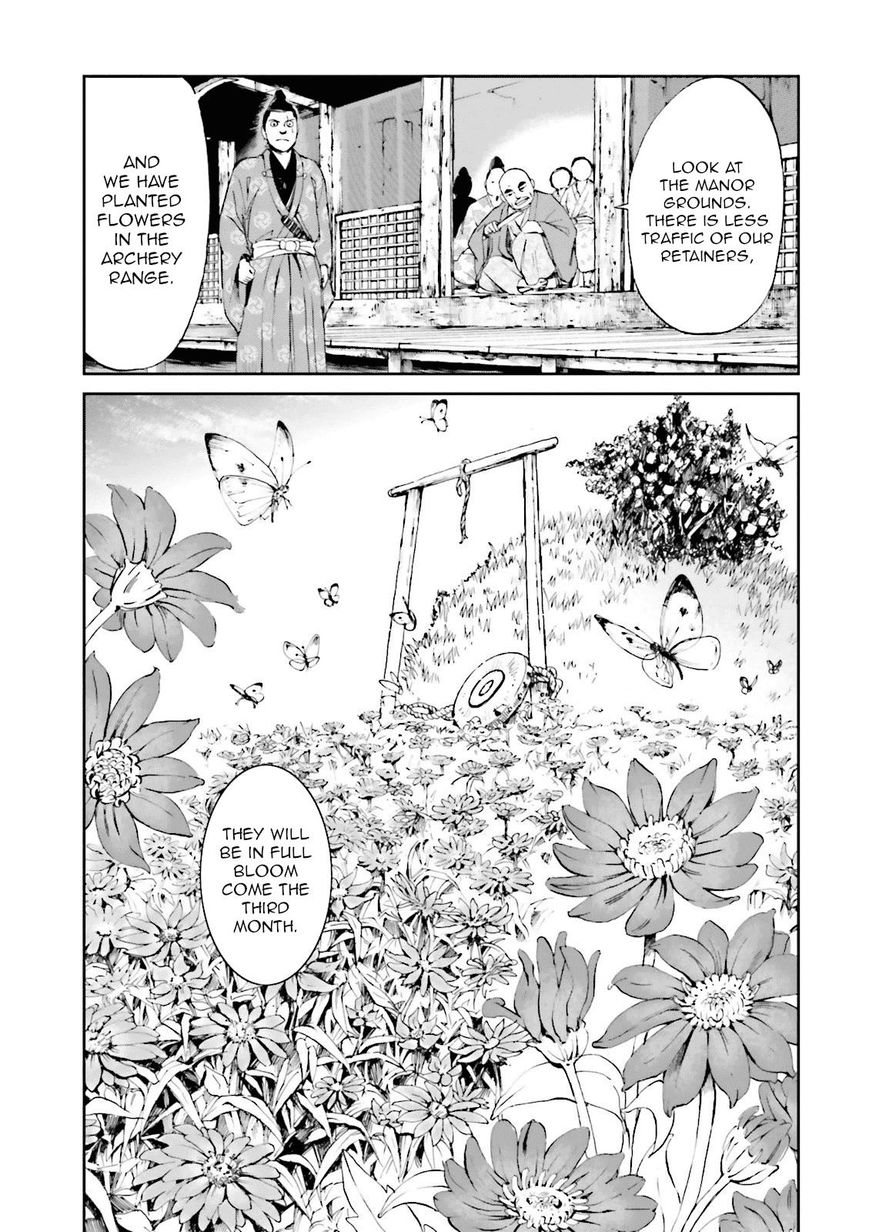 LOOK AT
THE MANOR
GROUNDS.
THERE IS LESS
TRAFFIC OF OUR
RETAINERS,
AND
WE HAVE
PLANTED
FLOWERS
IN THE
ARCHERY
RANGE.
THEY WILL
BE IN FULL
BLOOM
COME THE
THIRD
MONTH.